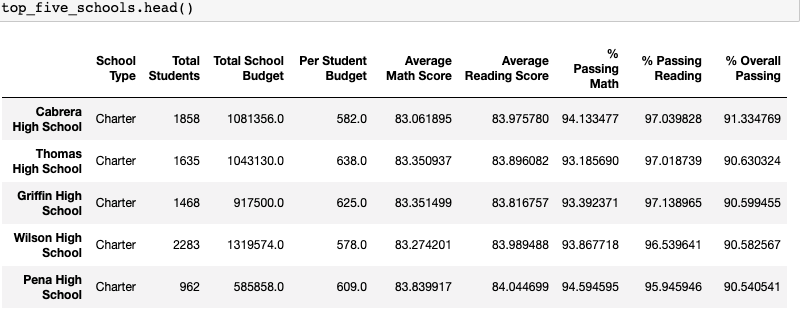 top_five_schools.head()
School Type Total Students Total School Budget Per Student Budget Average Math Score Average Reading Score % Passing Math % Passing Reading % Overall Passing
Cabrera High School Charter 1858 1081356.0 582.0 83.061895 83.975780 94.133477 97.039828 91.334769
Thomas High School Charter 1635 1043130.0 638.0 83.350937 83.896082 93.185690 97.018739 90.630324
Griffin High School Charter 1468 917500.0 625.0 83.351499 83.816757 93.392371 97.138965 90.599455
Wilson High School Charter 2283 1319574.0 578.0 83.274201 83.989488 93.867718 96.539641 90.582567
Pena High School Charter 962 585858.0 609.0 83.839917 84.044699 94.594595 95.945946 90.540541